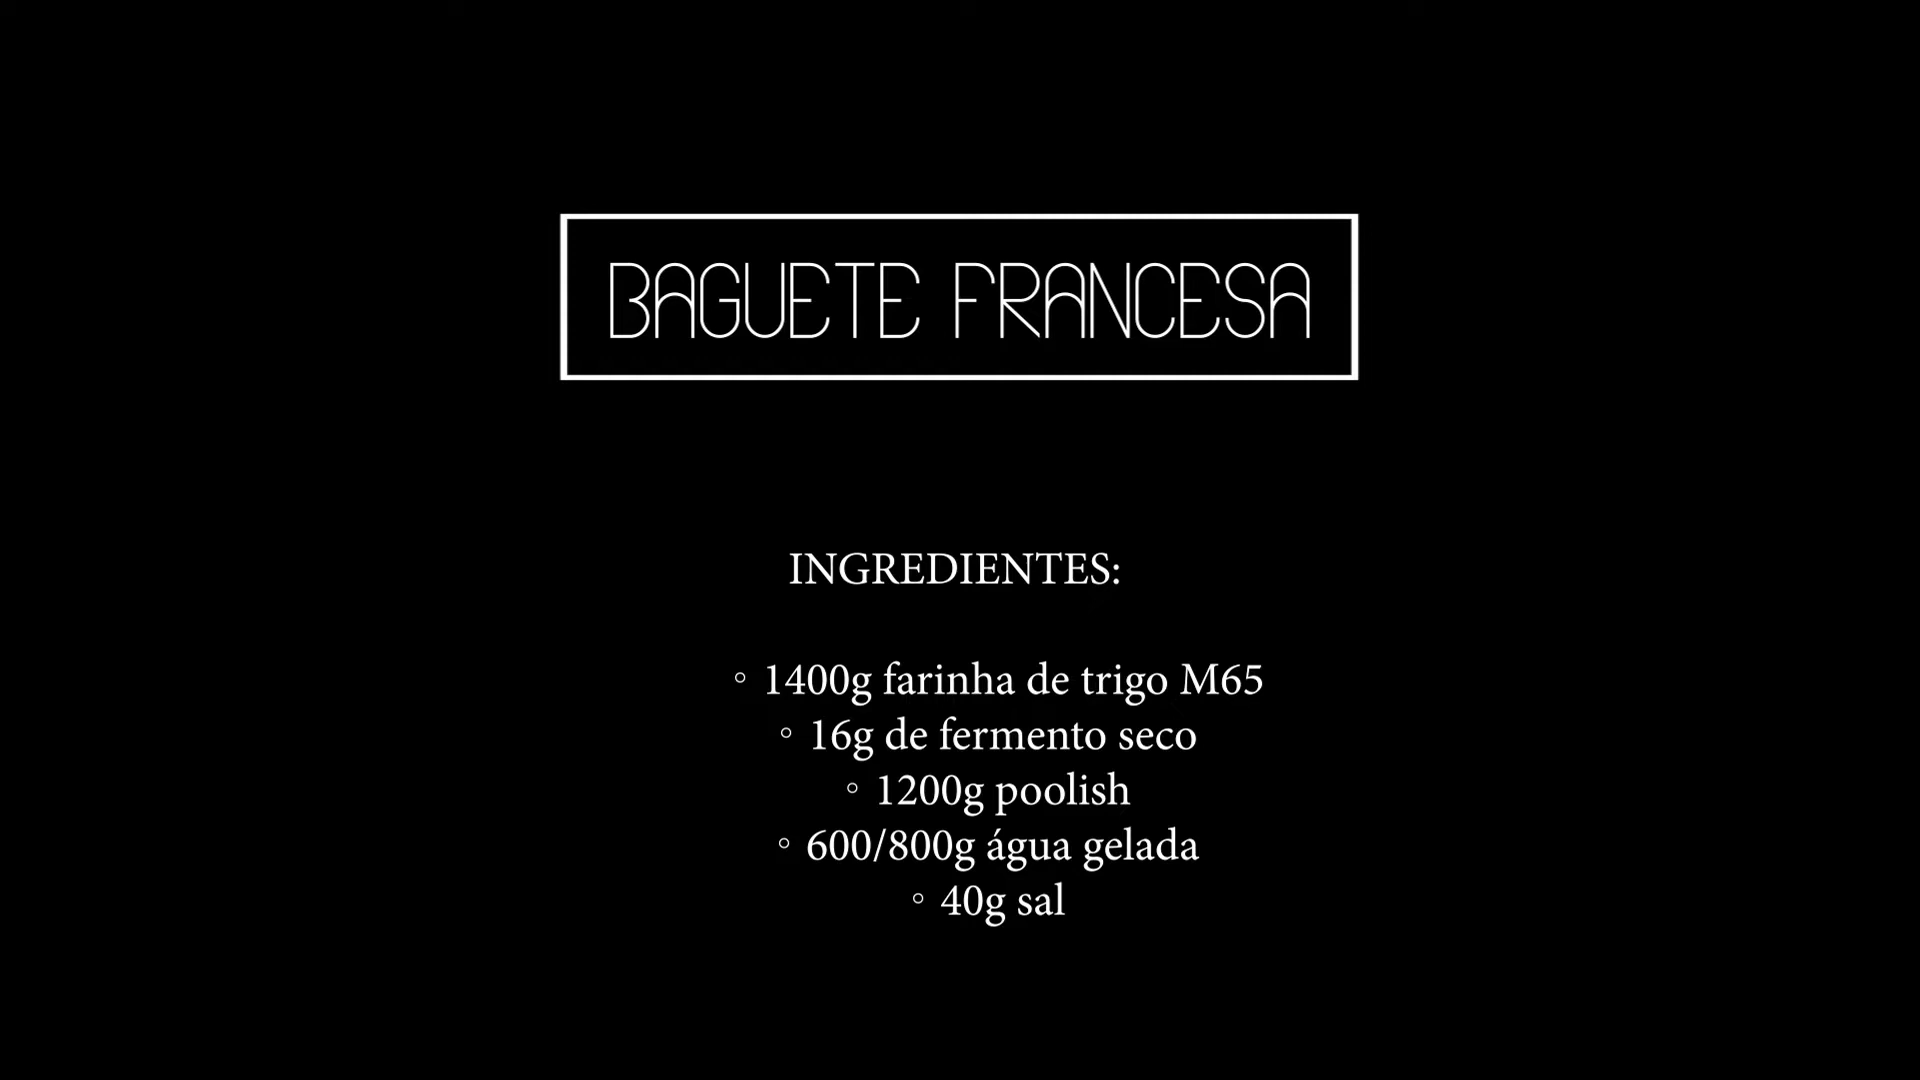 BAGUETE FRANCESA
INGREDIENTES:
◦ 1400g farinha de trigo M65
◦ 16g de fermento seco
◦ 1200g poolish
◦ 600/800g água gelada
◦ 40g sal